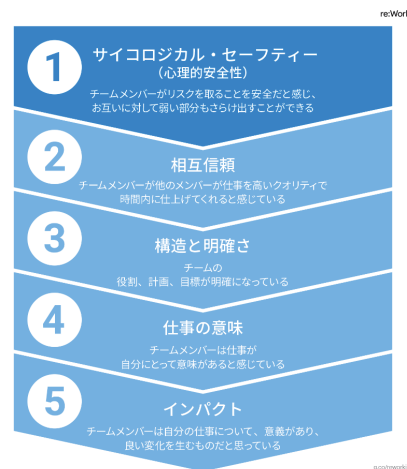 re:Work
1
サイコロジカル・セーフティー
（心理的安全性）
チームメンバーがリスクを取ることを安全だと感じ、
お互いに対して弱い部分もさらけ出すことができる
2
相互信頼
チームメンバーが他のメンバーが仕事を高いクオリティで
時間内に仕上げてくれると感じている
3
構造と明確さ
チームの
役割、計画、目標が明確になっている
4
仕事の意味
チームメンバーは仕事が
自分にとって意味があると感じている
5
インパクト
チームメンバーは自分の仕事について、意義があり、
良い変化を生むものだと思っている